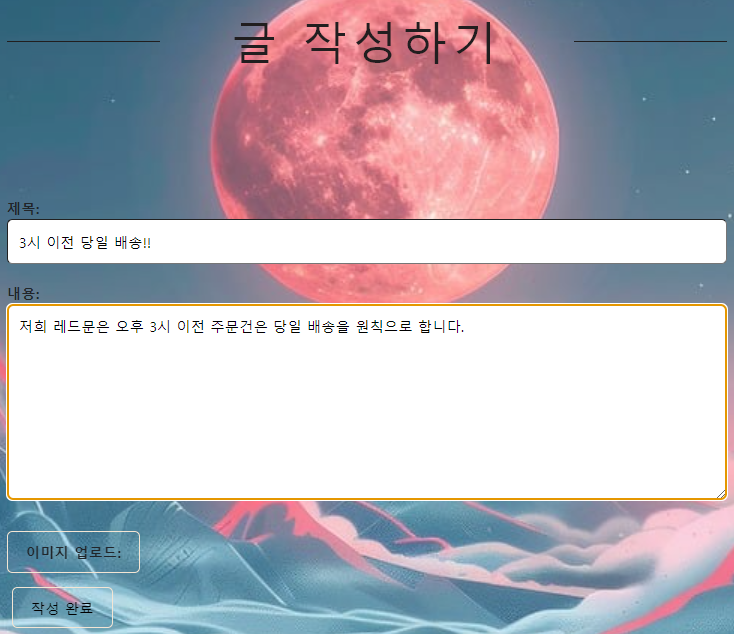 글 작성하기
제목:
3시 이전 당일 배송!!
내용:
저희 레드문은 오후 3시 이전 주문건은 당일 배송을 원칙으로 합니다.
이미지 업로드:
작성 완료